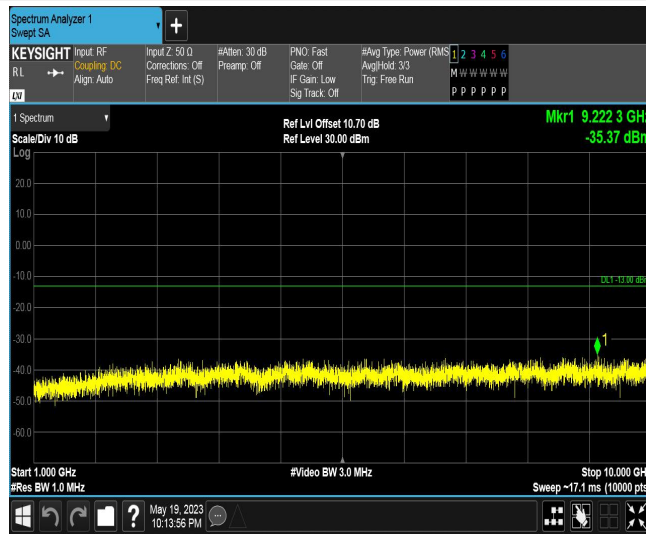 Spectrum Analyzer 1
Swept SA
+
KEYSIGHT
RL
LXI
Input: RF
Coupling: DC
Align: Auto
Input Z: 50 Ω
Corrections: Off
Freq Ref: Int (S)
#Atten: 30 dB
Preamp: Off
PNO: Fast
Gate: Off
IF Gain: Low
Sig Track: Off
#Avg Type: Power (RMS
Avg|Hold: 3/3
Trig: Free Run
1 2 3 4 5 6
M W W W W W
P P P P P P
1 Spectrum
Scale/Div 10 dB
Ref Lvl Offset 10.70 dB
Ref Level 30.00 dBm
Mkr1 9.222 3 GHz
-35.37 dBm
Log
20.0
10.0
0.00
-10.0
DL1 -13.00 dBm
-20.0
-30.0
1
-40.0
-50.0
-60.0
Start 1.000 GHz
#Res BW 1.0 MHz
#Video BW 3.0 MHz
Stop 10.000 GH
Sweep ~17.1 ms (10000 pts
?
May 19, 2023
10:13:56 PM